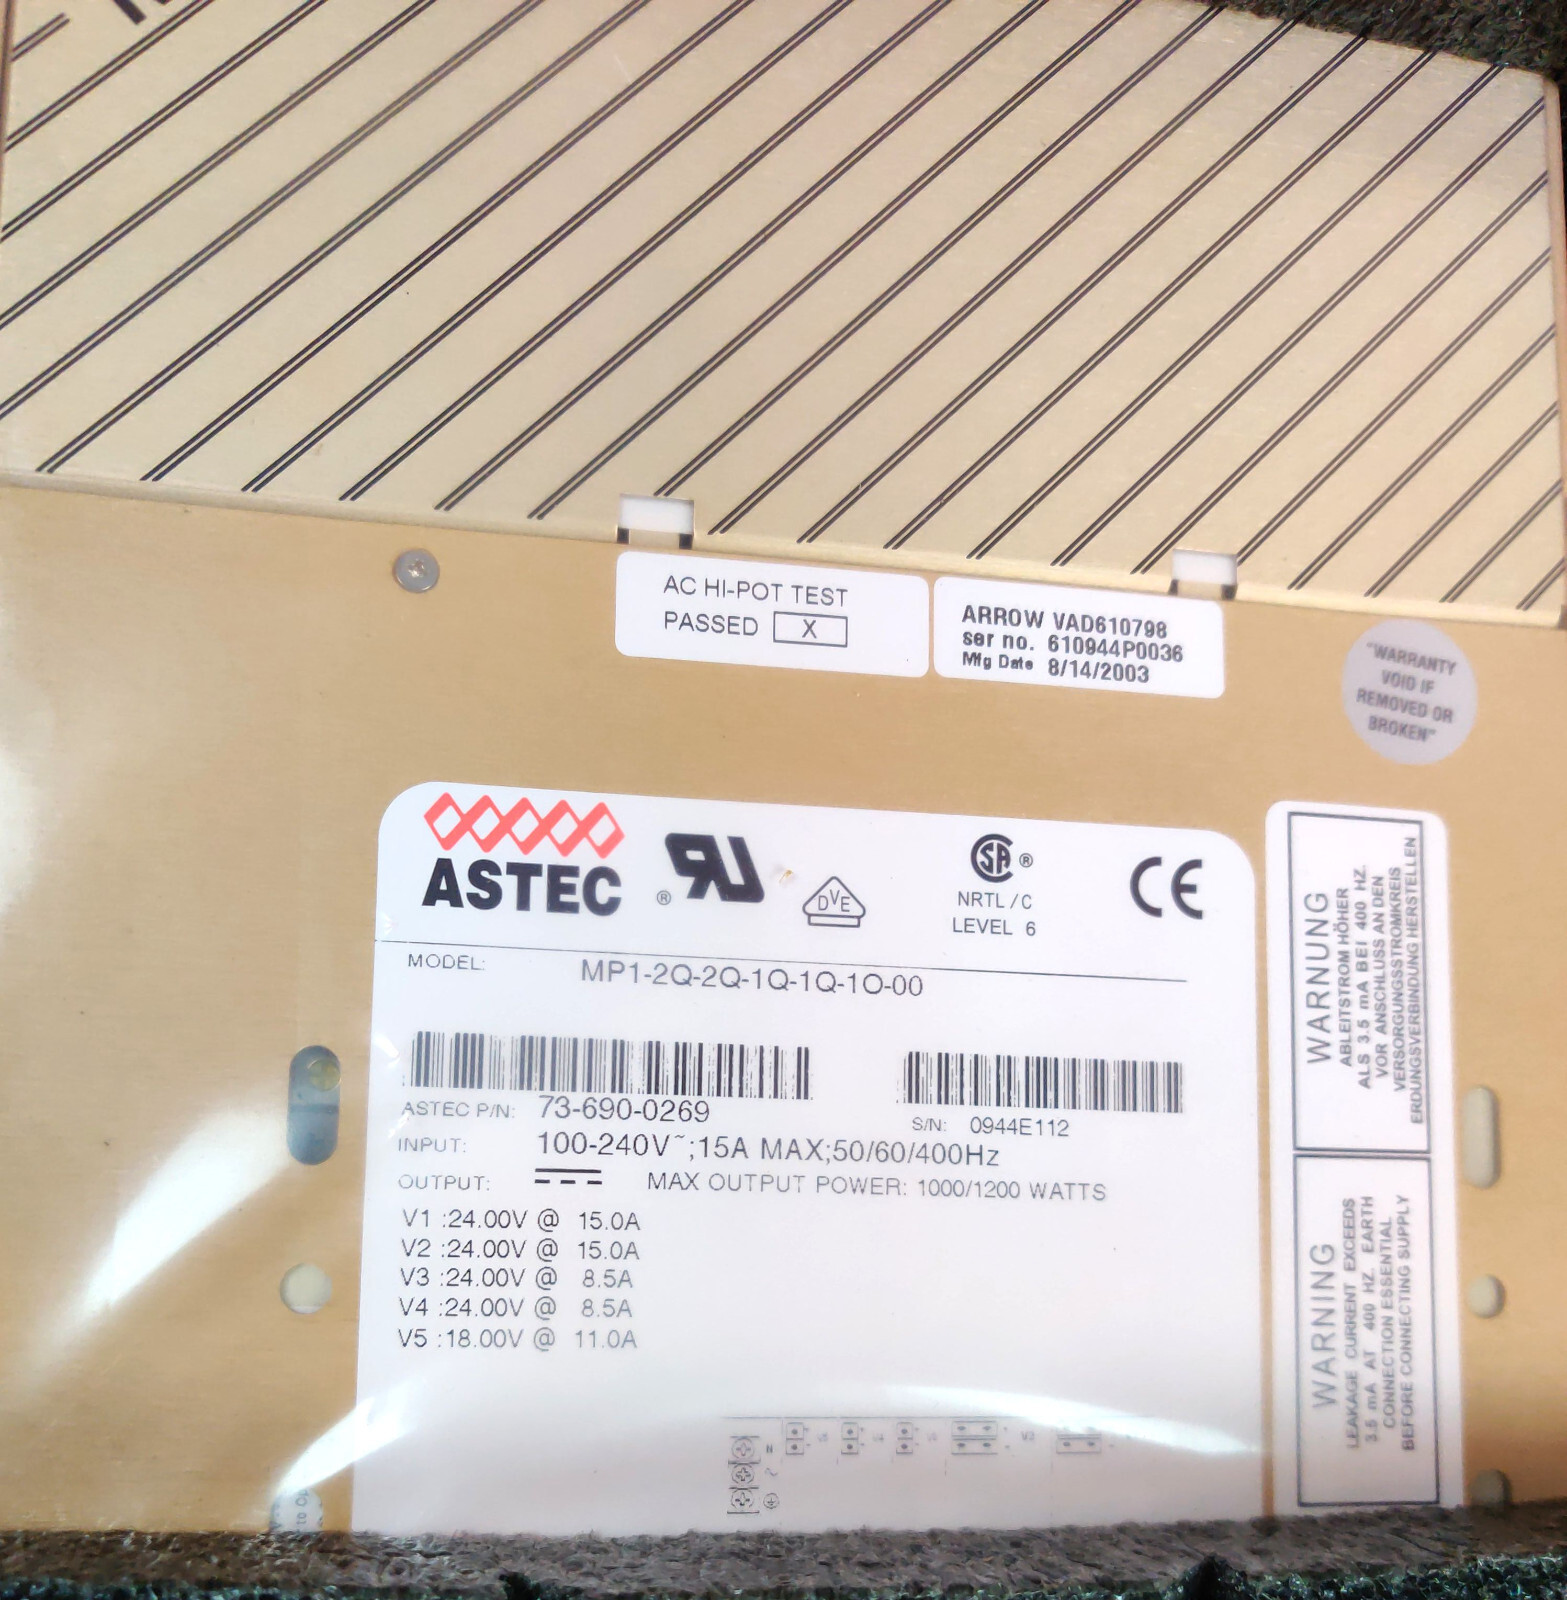 AC HI-POT TEST
PASSED X
ARROW VAD610798
ser no. 610944P0036
Mfg Date 8/14/2003
"WARRANTY
VOID IF
REMOVED OR
BROKEN"
ASTEC
® ®
DVE
NRTL / C
LEVEL 6
CE
MODEL: MP1-2Q-2Q-1Q-1Q-1O-00
ASTEC P/N: 73-690-0269
S/N: 0944E112
INPUT: 100-240V~;15A MAX;50/60/400Hz
OUTPUT: MAX OUTPUT POWER: 1000/1200 WATTS
V1 :24.00V @ 15.0A
V2 :24.00V @ 15.0A
V3 :24.00V @ 8.5A
V4 :24.00V @ 8.5A
V5 :18.00V @ 11.0A
WARNUNG
ABLEITSTROM HÖHER
ALS 3.5 mA BEI 400 HZ.
VOR ANSCHLUSS AN DEN
VERSORGUNGSSTROMKREIS
ERDUNGSVERBINDUNG HERSTELLEN
WARNING
LEAKAGE CURRENT EXCEEDS
3.5 mA AT 400 HZ. EARTH
CONNECTION ESSENTIAL
BEFORE CONNECTING SUPPLY